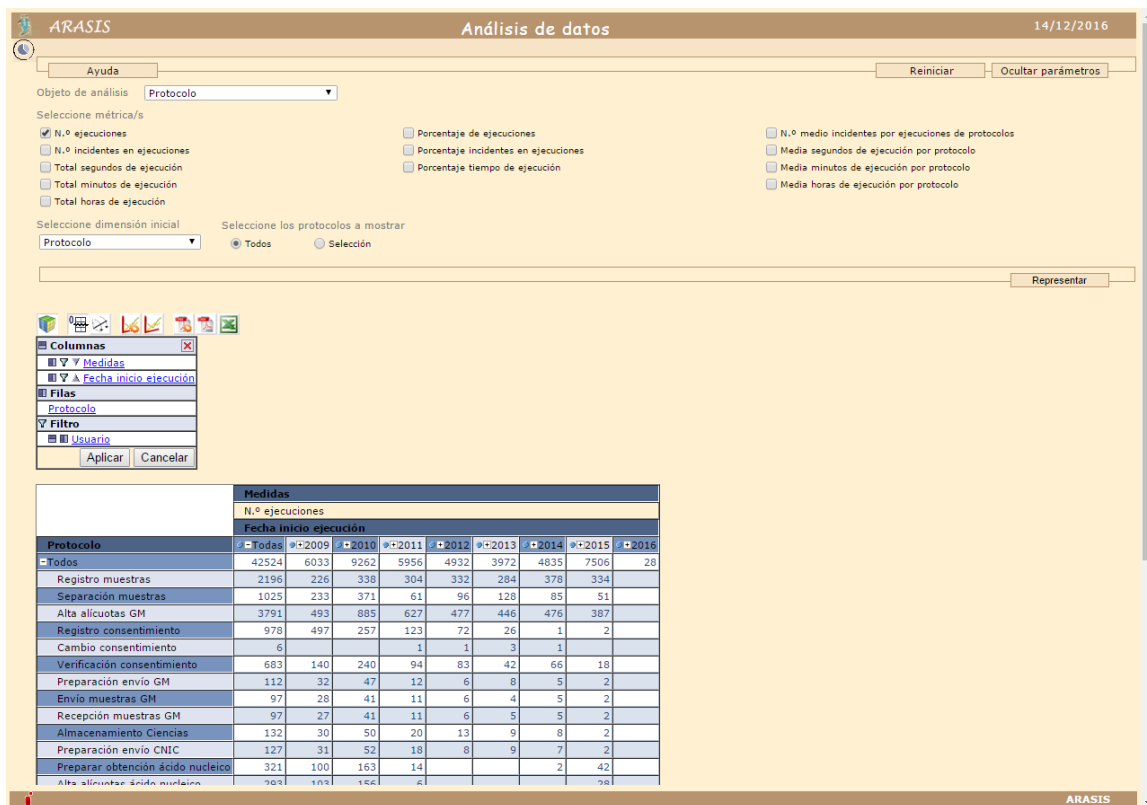 ARASIS Análisis de datos 14/12/2016
Ayuda Reiniciar Ocultar parámetros
Objeto de análisis Protocolo
Seleccione métrica/s
N.º ejecuciones Porcentaje de ejecuciones N.º medio incidentes por ejecuciones de protocolos
N.º incidentes en ejecuciones Porcentaje incidentes en ejecuciones Media segundos de ejecución por protocolo
Total segundos de ejecución Porcentaje tiempo de ejecución Media minutos de ejecución por protocolo
Total minutos de ejecución Media horas de ejecución por protocolo
Total horas de ejecución
Seleccione dimensión inicial Seleccione los protocolos a mostrar
Protocolo Todos Selección
Representar
Columnas
Medidas
Fecha inicio ejecución
Filas
Protocolo
Filtro
Usuario
Aplicar Cancelar
Medidas
N.º ejecuciones
Fecha inicio ejecución
Protocolo Todas 2009 2010 2011 2012 2013 2014 2015 2016
Todos 42524 6033 9262 5956 4932 3972 4835 7506 28
Registro muestras 2196 226 338 304 332 284 378 334
Separación muestras 1025 233 371 61 96 128 85 51
Alta alícuotas GM 3791 493 885 627 477 446 476 387
Registro consentimiento 978 497 257 123 72 26 1 2
Cambio consentimiento 6 1 1 3 1
Verificación consentimiento 683 140 240 94 83 42 66 18
Preparación envío GM 112 32 47 12 6 8 5 2
Envío muestras GM 97 28 41 11 6 4 5 2
Recepción muestras GM 97 27 41 11 6 5 5 2
Almacenamiento Ciencias 132 30 50 20 13 9 8 2
Preparación envío CNIC 127 31 52 18 8 9 7 2
Preparar obtención ácido nucleico 321 100 163 14 2 42
Alta alícuotas ácido nucleico 293 103 156 6 28
ARASIS